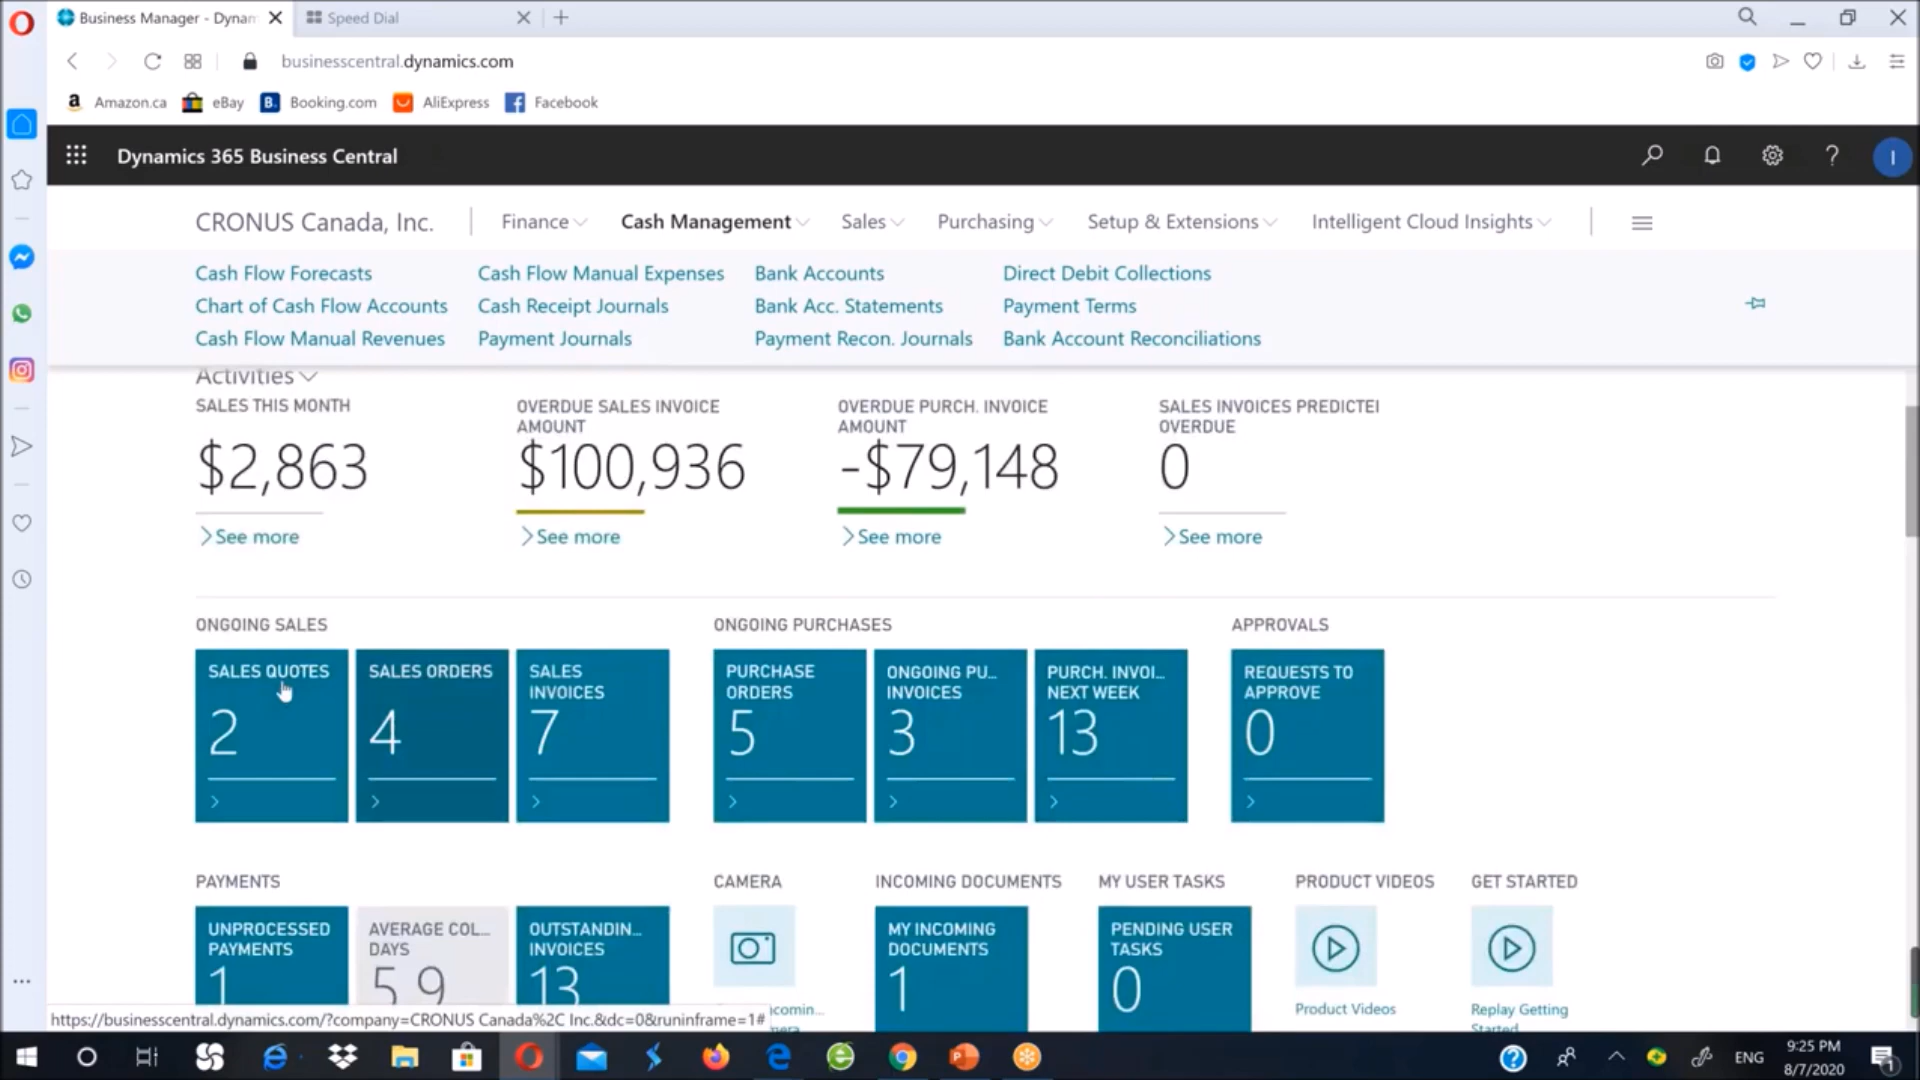 Business Manager - Dynan
Speed Dial
businesscentral.dynamics.com
Amazon.ca
eBay
B. Booking.com
AliExpress
Facebook
Dynamics 365 Business Central
I
CRONUS Canada, Inc.
Finance
Cash Management
Sales
Purchasing
Setup & Extensions
Intelligent Cloud Insights
Cash Flow Forecasts
Cash Flow Manual Expenses
Bank Accounts
Direct Debit Collections
Chart of Cash Flow Accounts
Cash Receipt Journals
Bank Acc. Statements
Payment Terms
Cash Flow Manual Revenues
Payment Journals
Payment Recon. Journals
Bank Account Reconciliations
Activities
SALES THIS MONTH
$2,863
See more
OVERDUE SALES INVOICE
AMOUNT
$100,936
See more
OVERDUE PURCH. INVOICE
AMOUNT
-$79,148
See more
SALES INVOICES PREDICTEI
OVERDUE
0
See more
ONGOING SALES
SALES QUOTES
2
SALES ORDERS
4
SALES
INVOICES
7
ONGOING PURCHASES
PURCHASE
ORDERS
5
ONGOING PU...
INVOICES
3
PURCH. INVOI...
NEXT WEEK
13
APPROVALS
REQUESTS TO
APPROVE
0
PAYMENTS
UNPROCESSED
PAYMENTS
1
AVERAGE COL...
DAYS
5.9
OUTSTANDIN...
INVOICES
13
CAMERA
INCOMING DOCUMENTS
MY INCOMING
DOCUMENTS
1
MY USER TASKS
PENDING USER
TASKS
0
PRODUCT VIDEOS
Product Videos
GET STARTED
Replay Getting
Started
https://businesscentral.dynamics.com/?company=CRONUS Canada%2C Inc.&dc=0&runinframe=1#
ENG
9:25 PM
8/7/2020
1